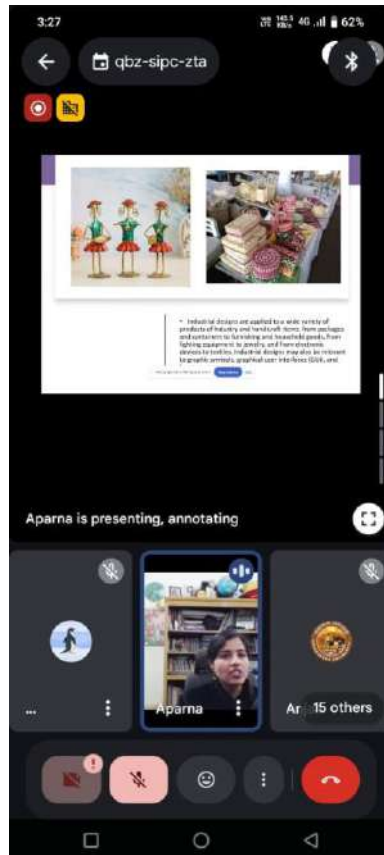 3:27
4G 62%
qbz-sipc-zta
• Industrial designs are applied to a wide variety of
products of industry and handicraft items: from packages
and containers to furnishing and household goods, from
lighting equipment to jewelry, and from electronic
devices to textiles. Industrial designs may also be relevant
to graphic symbols, graphical user interfaces (GUI), and
Aparna is presenting, annotating
...
Aparna
Ar
15 others